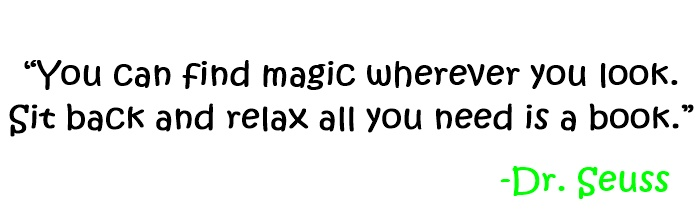 “You can find magic wherever you look.
Sit back and relax all you need is a book.”
-Dr. Seuss